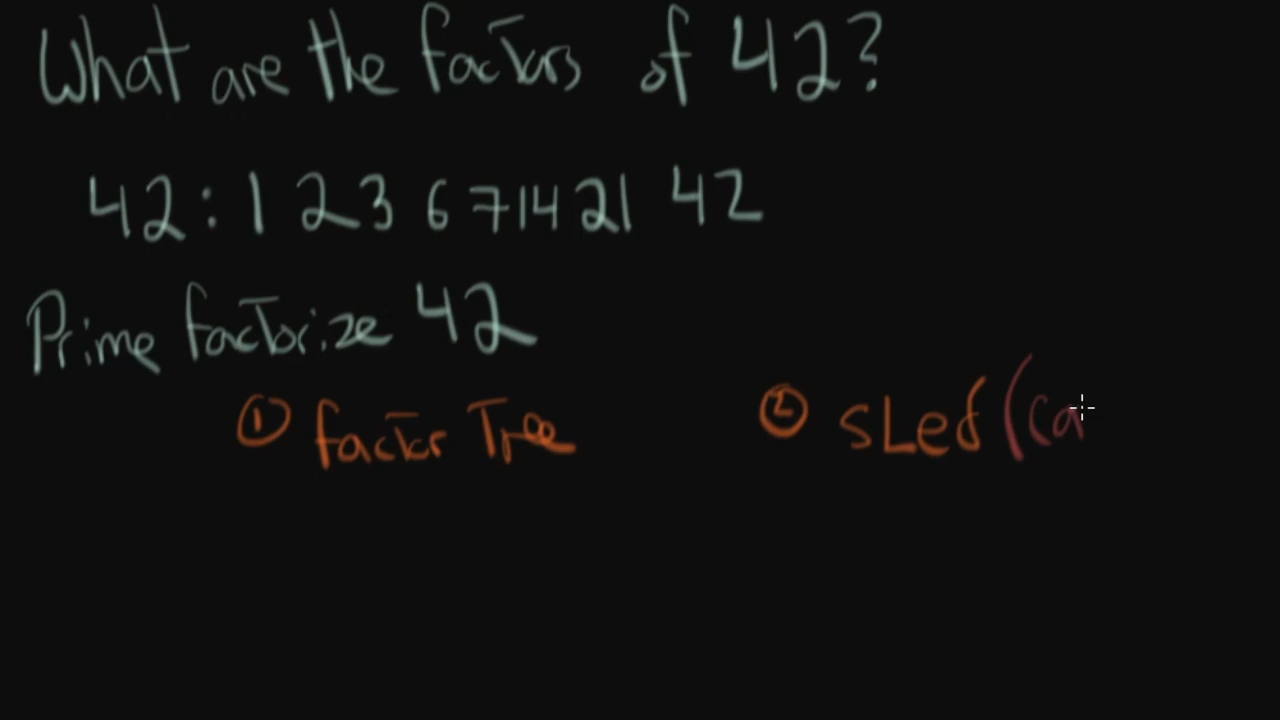 What are the factors of 42?
42: 1 2 3 6 7 14 21 42
Prime factorize 42
① factor Tree ② sLed (Ca